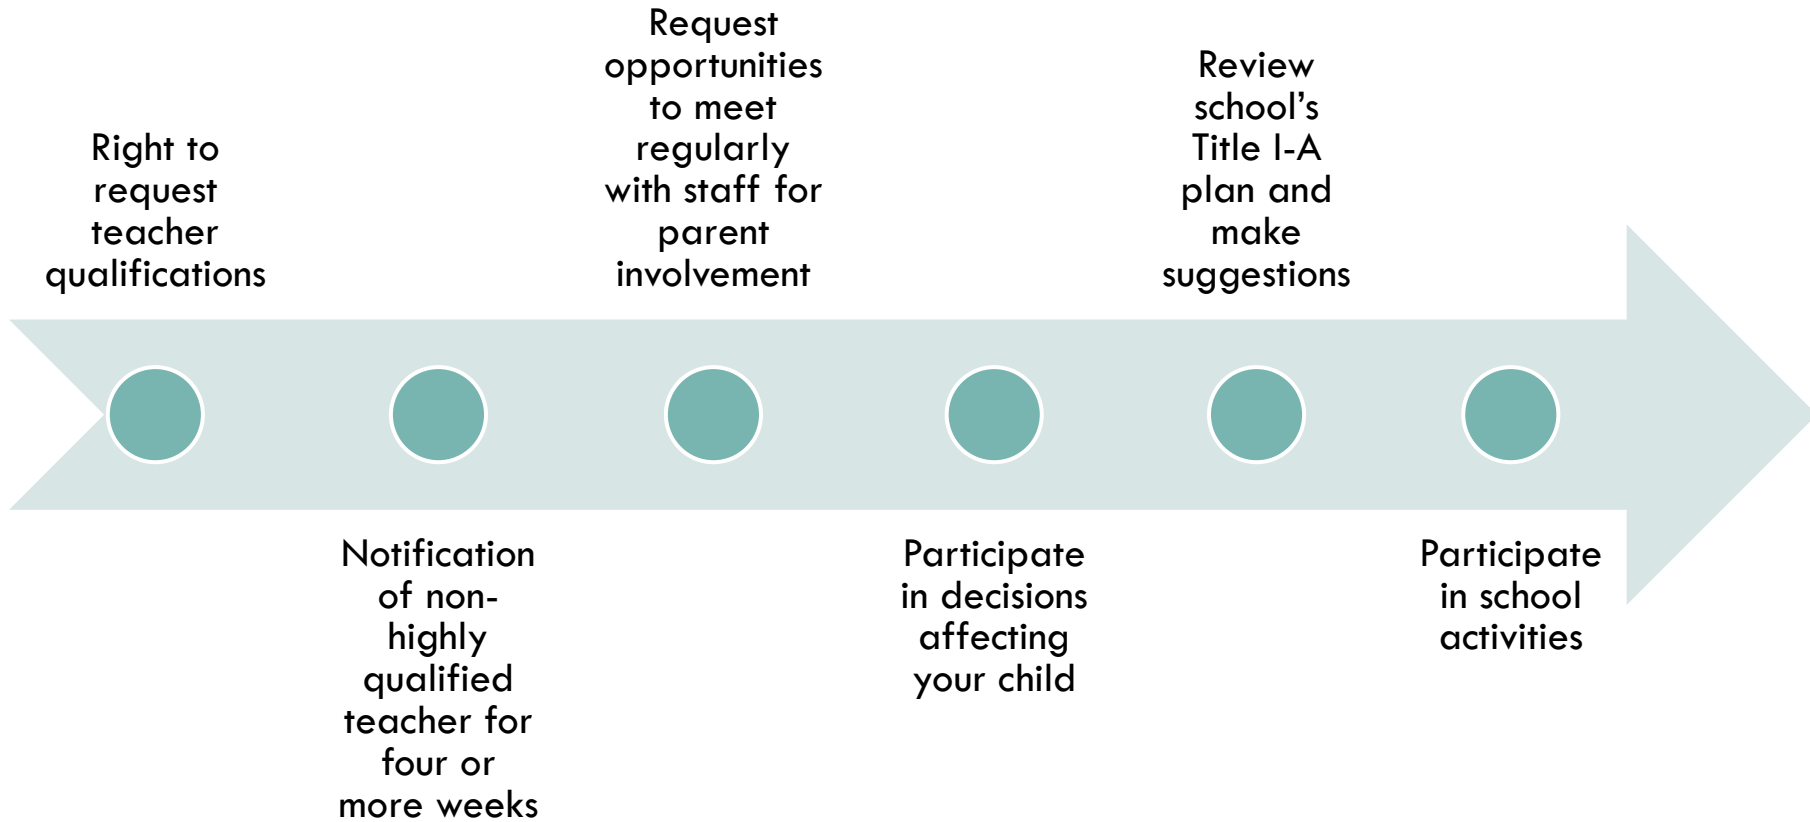 Right to
request
teacher
qualifications
Notification
of non-
highly
qualified
teacher for
four or
more weeks
Request
opportunities
to meet
regularly
with staff for
parent
involvement
Participate
in decisions
affecting
your child
Review
school’s
Title I-A
plan and
make
suggestions
Participate
in school
activities